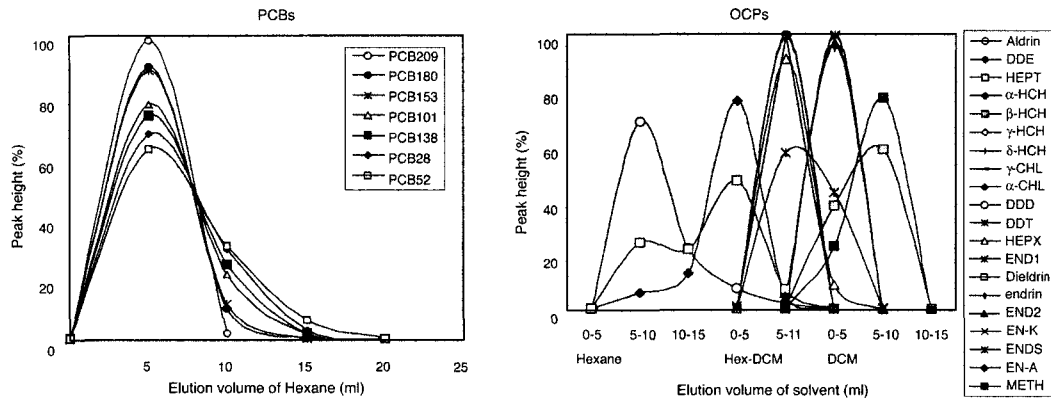 PCBs
Peak height (%)
100
80
60
40
20
0
5
10
15
20
25
Elution volume of Hexane (ml)
PCB209
PCB180
PCB153
PCB101
PCB138
PCB28
PCB52
OCPs
Peak height (%)
100
80
60
40
20
0
0-5 5-10 10-15 0-5 5-11 0-5 5-10 10-15
Hexane Hex-DCM DCM
Elution volume of solvent (ml)
Aldrin
DDE
HEPT
α-HCH
β-HCH
γ-HCH
δ-HCH
γ-CHL
α-CHL
DDD
DDT
HEPX
END1
Dieldrin
endrin
END2
EN-K
ENDS
EN-A
METH